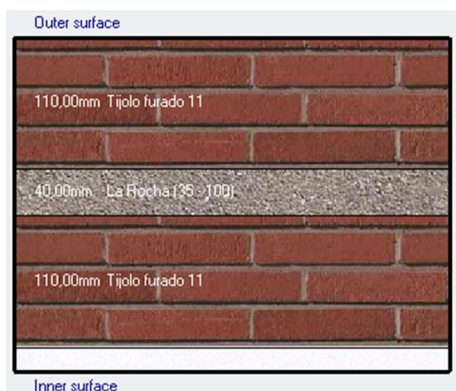 Outer surface
110,00mm Tijolo furado 11
40,00mm La Rocha (35 - 100)
110,00mm Tijolo furado 11
Inner surface